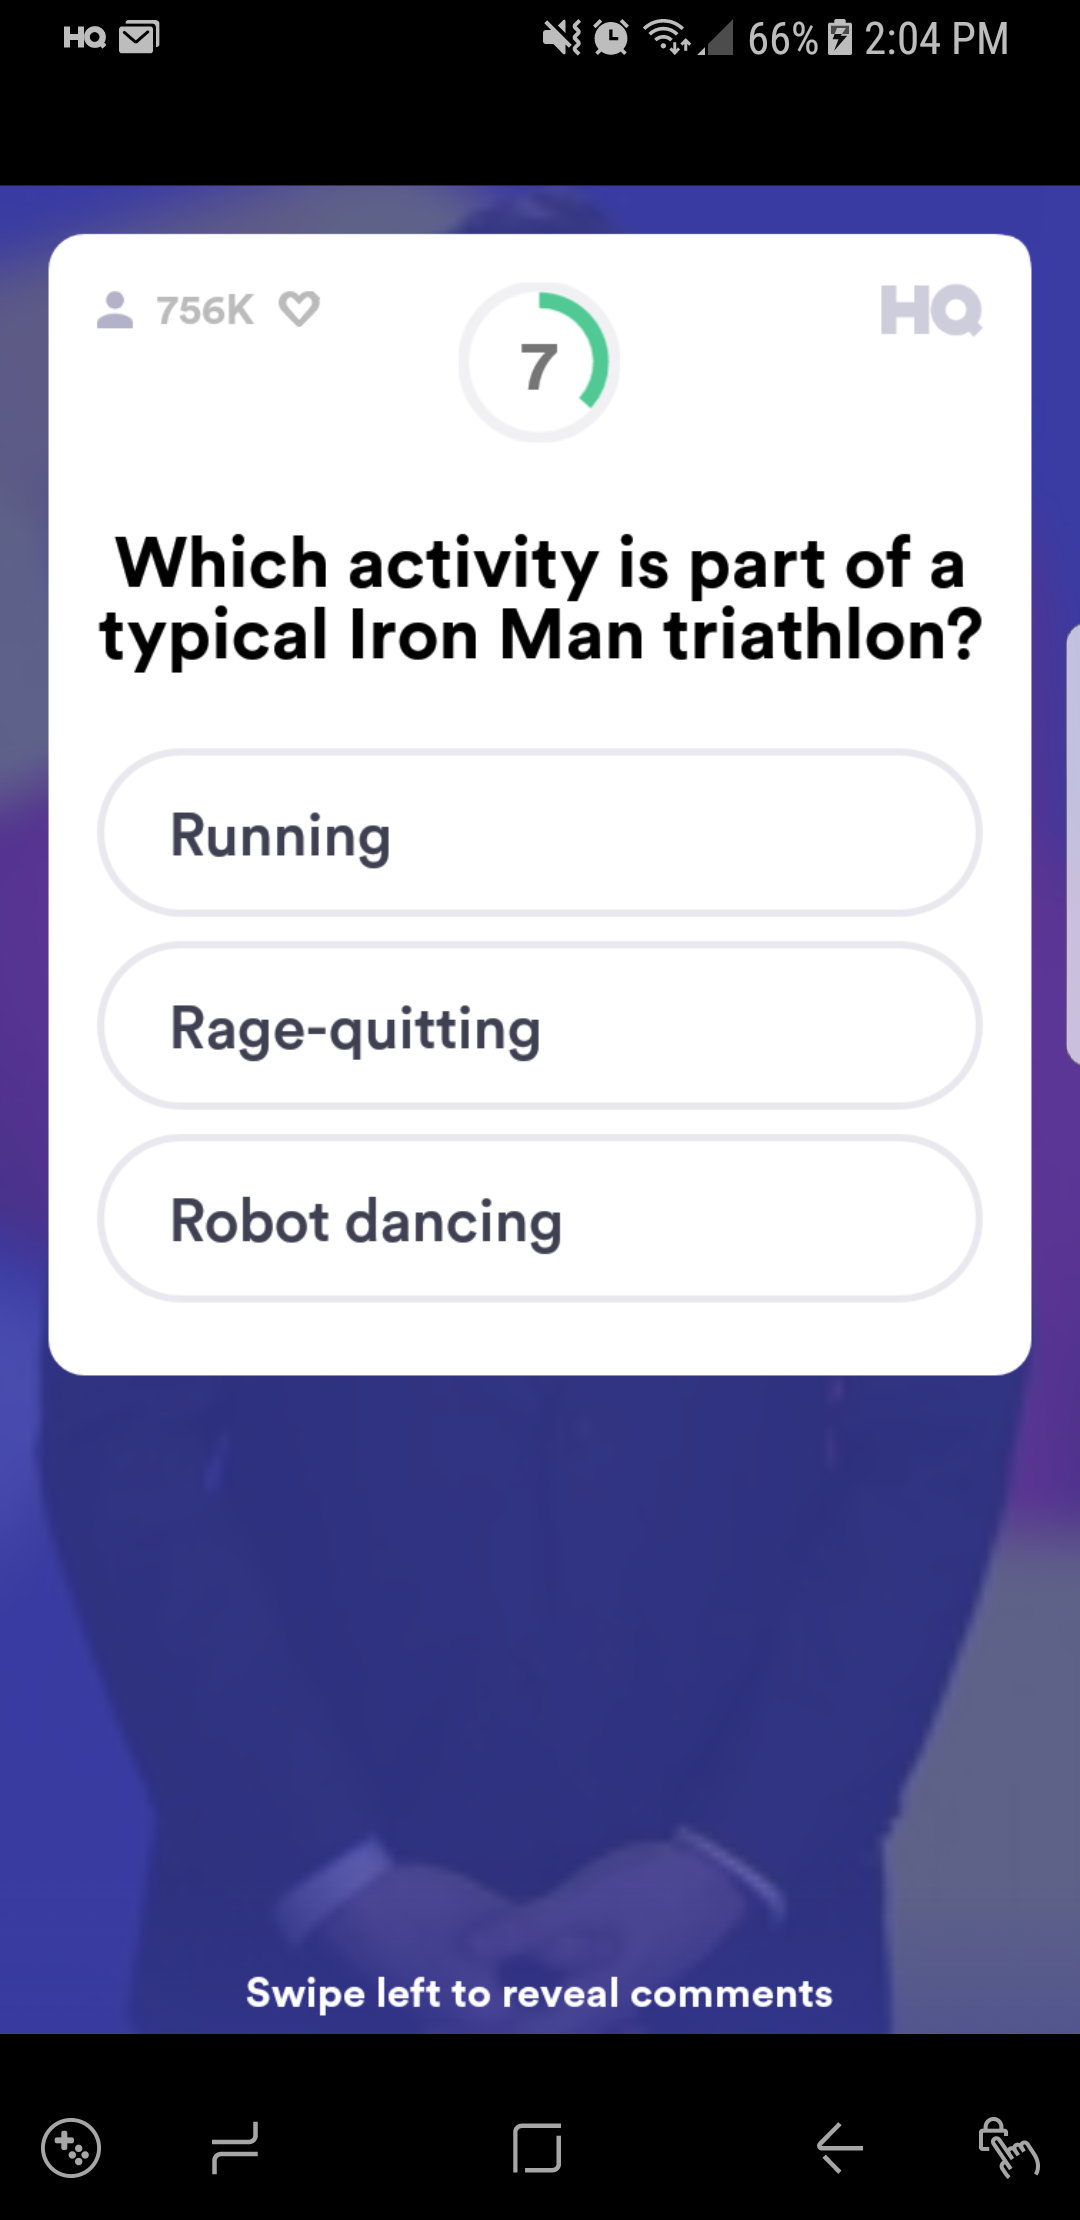 HQ 66% 2:04 PM
756K 7 HQ
Which activity is part of a
typical Iron Man triathlon?
Running
Rage-quitting
Robot dancing
Swipe left to reveal comments